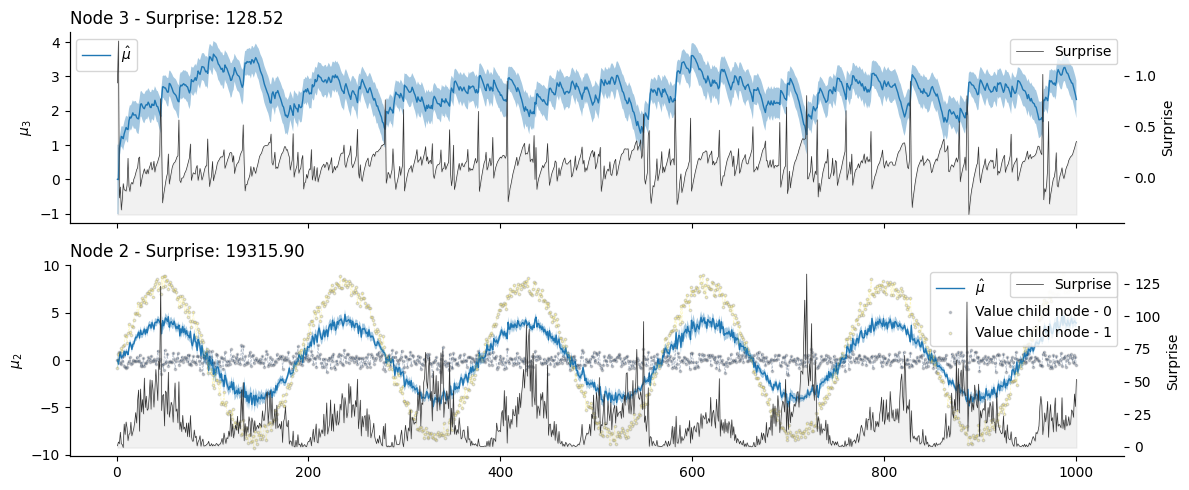 Node 3 - Surprise: 128.52
μ̂
Surprise
4
3
2
1
0
−1
μ3
1.0
0.5
0.0
Surprise
Node 2 - Surprise: 19315.90
μ̂
Value child node - 0
Value child node - 1
Surprise
10
5
0
−5
−10
μ2
125
100
75
50
25
0
Surprise
0
200
400
600
800
1000